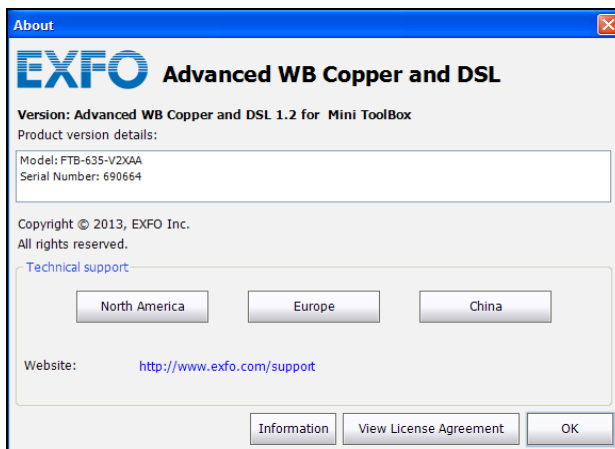 About
EXFO Advanced WB Copper and DSL
Version: Advanced WB Copper and DSL 1.2 for Mini ToolBox
Product version details:
Model: FTB-635-V2XAA
Serial Number: 690664
Copyright © 2013, EXFO Inc.
All rights reserved.
Technical support
North America Europe China
Website: http://www.exfo.com/support
Information View License Agreement OK